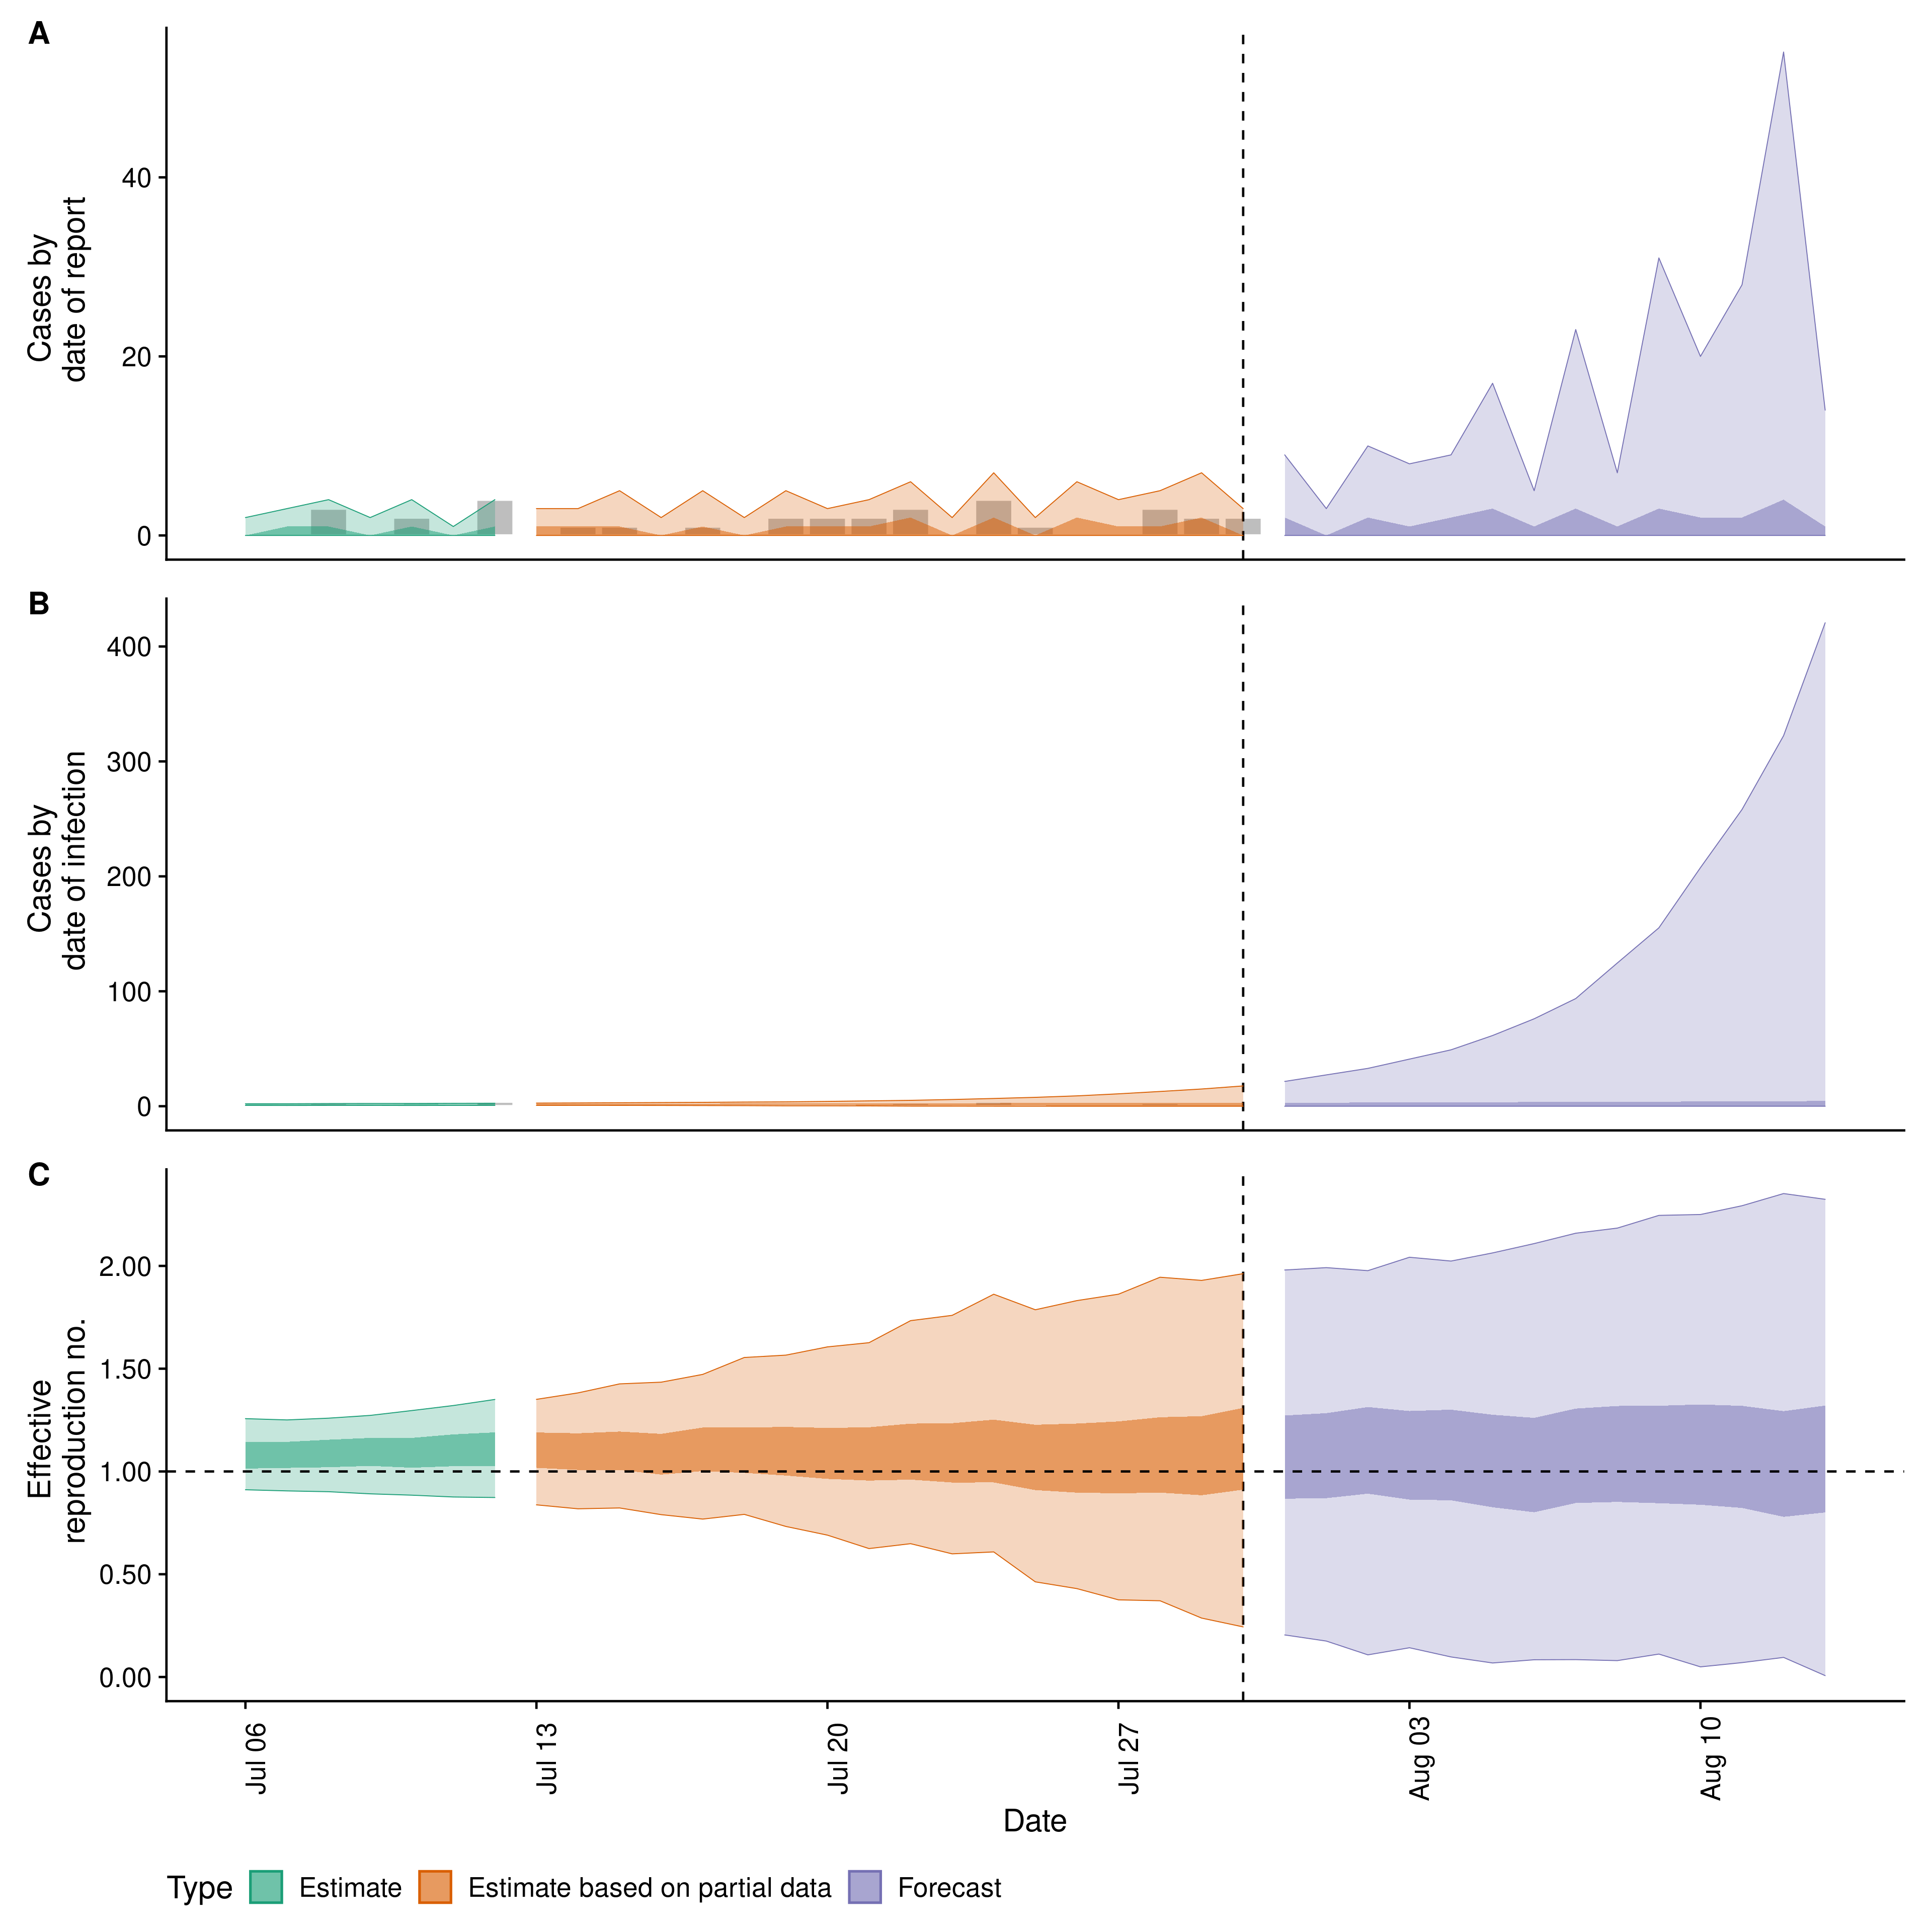 A
Cases by
date of report
40
20
0
B
Cases by
date of infection
400
300
200
100
0
C
Effective
reproduction no.
2.00
1.50
1.00
0.50
0.00
Jul 06
Jul 13
Jul 20
Jul 27
Aug 03
Aug 10
Date
Type
Estimate
Estimate based on partial data
Forecast